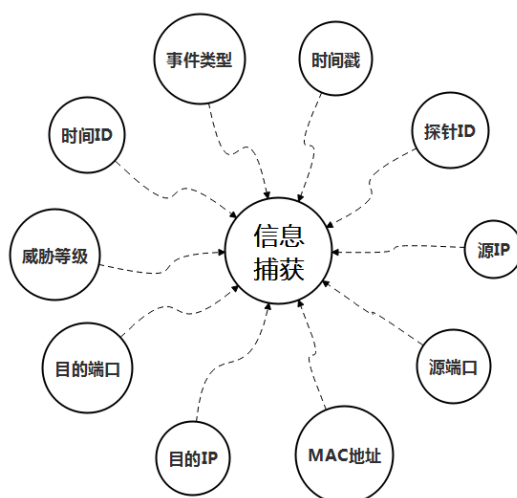 事件类型
时间戳
时间ID
探针ID
信息
捕获
威胁等级
源IP
目的端口
源端口
目的IP
MAC地址